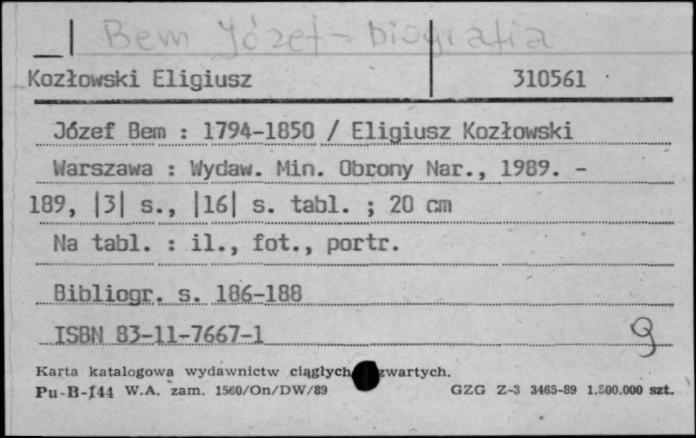 Bem Józef - biografia
Kozłowski Eligiusz 310561
Józef Bem : 1794-1850 / Eligiusz Kozłowski
Warszawa : Wydaw. Min. Obrony Nar., 1989. -
189, |3| s., |16| s. tabl. ; 20 cm
Na tabl. : il., fot., portr.
Bibliogr. s. 186-188
ISBN 83-11-7667-1
Karta katalogowa wydawnictw ciągłych zwartych.
Pu-B-144 W.A. zam. 1560/On/DW/89 GZG Z-3 3465-89 1.500.000 szt.